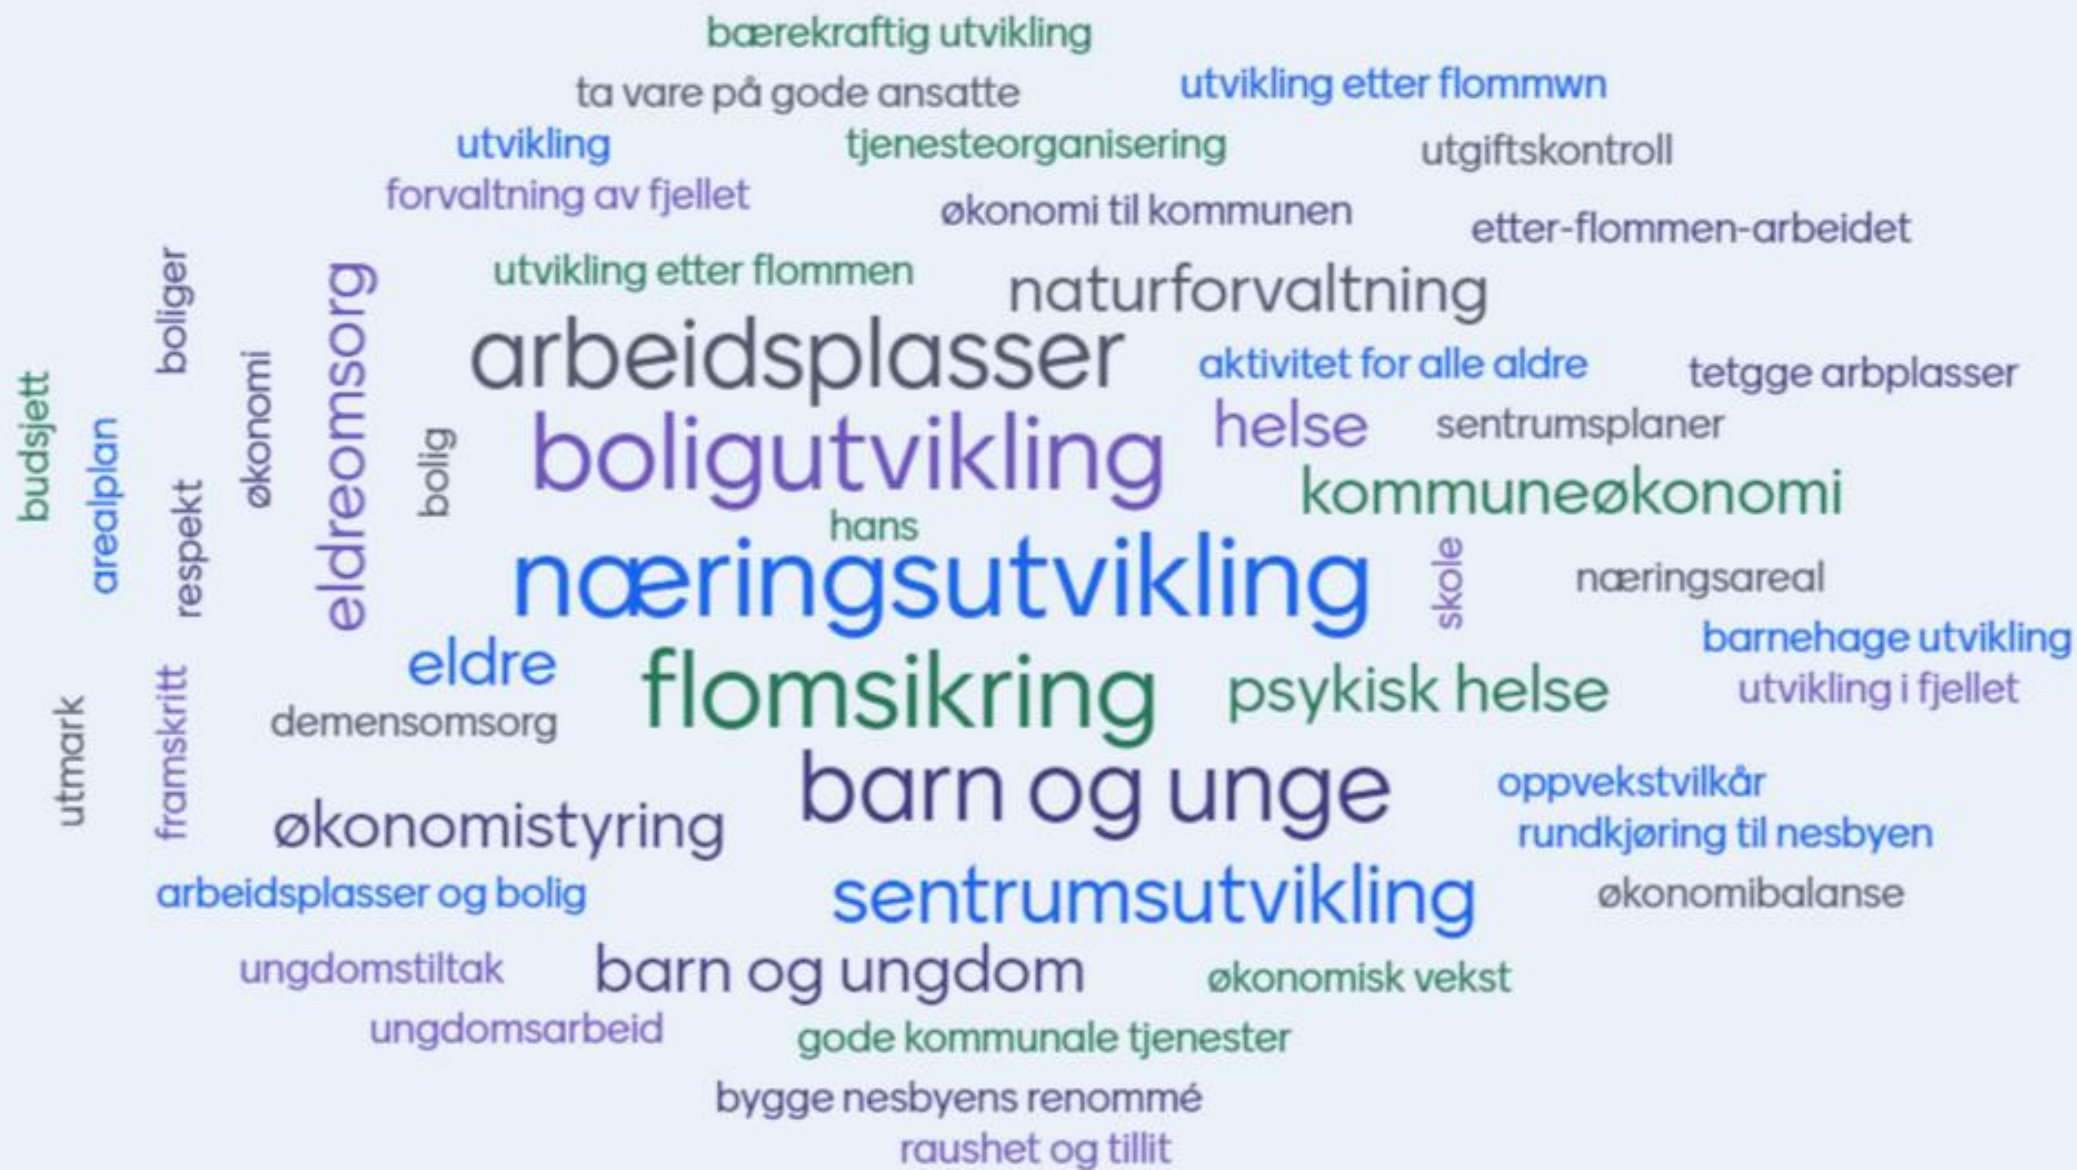 bærekraftig utvikling
ta vare på gode ansatte
utvikling etter flommwn
utvikling
tjenesteorganisering
utgiftskontroll
forvaltning av fjellet
økonomi til kommunen
etter-flommen-arbeidet
boliger
eldreomsorg
utvikling etter flommen
naturforvaltning
arbeidsplasser
aktivitet for alle aldre
tetgge arbplasser
budsjett
arealplan
økonomi
bolig
boligutvikling
helse
sentrumsplaner
kommuneøkonomi
respekt
hans
næringsutvikling
skole
næringsareal
barnehage utvikling
eldre
flomsikring
psykisk helse
utvikling i fjellet
utmark
framskritt
demensomsorg
barn og unge
oppvekstvilkår
økonomistyring
rundkjøring til nesbyen
arbeidsplasser og bolig
sentrumsutvikling
økonomibalanse
ungdomstiltak
barn og ungdom
økonomisk vekst
ungdomsarbeid
gode kommunale tjenester
bygge nesbyens renommé
raushet og tillit